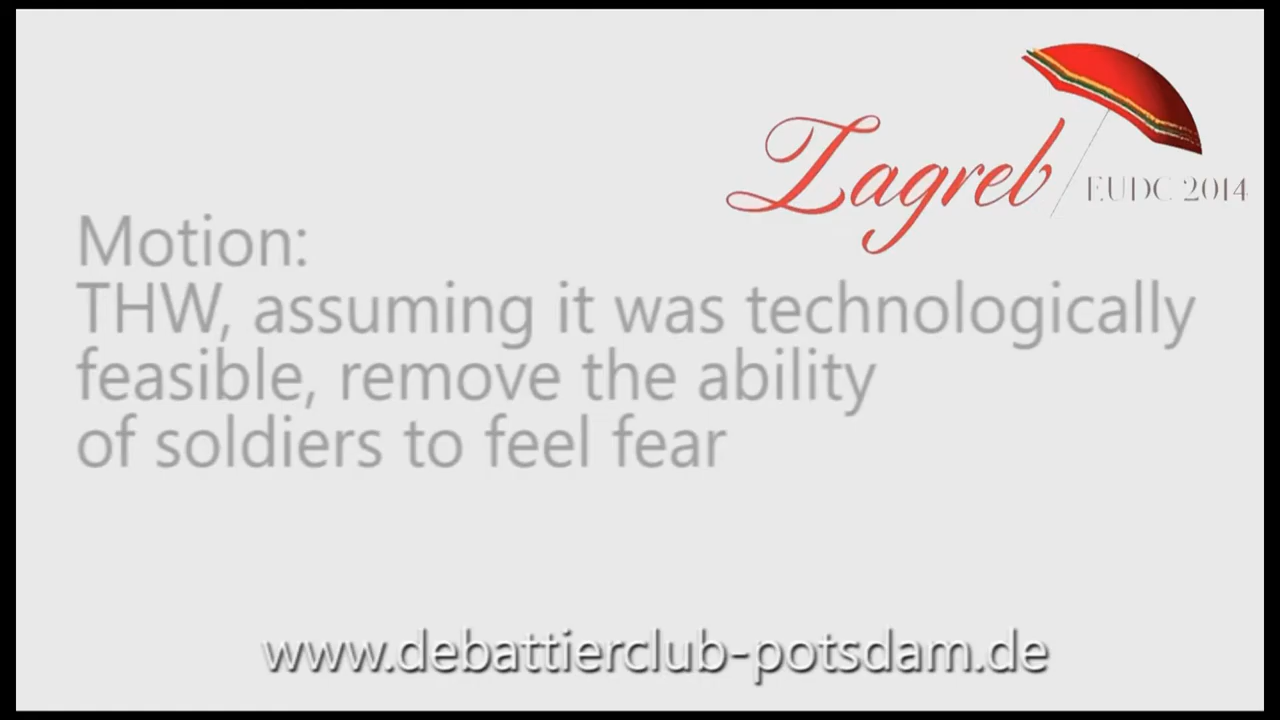 Zagreb
EUDC 2014
Motion:
THW, assuming it was technologically
feasible, remove the ability
of soldiers to feel fear
www.debattierclub-potsdam.de